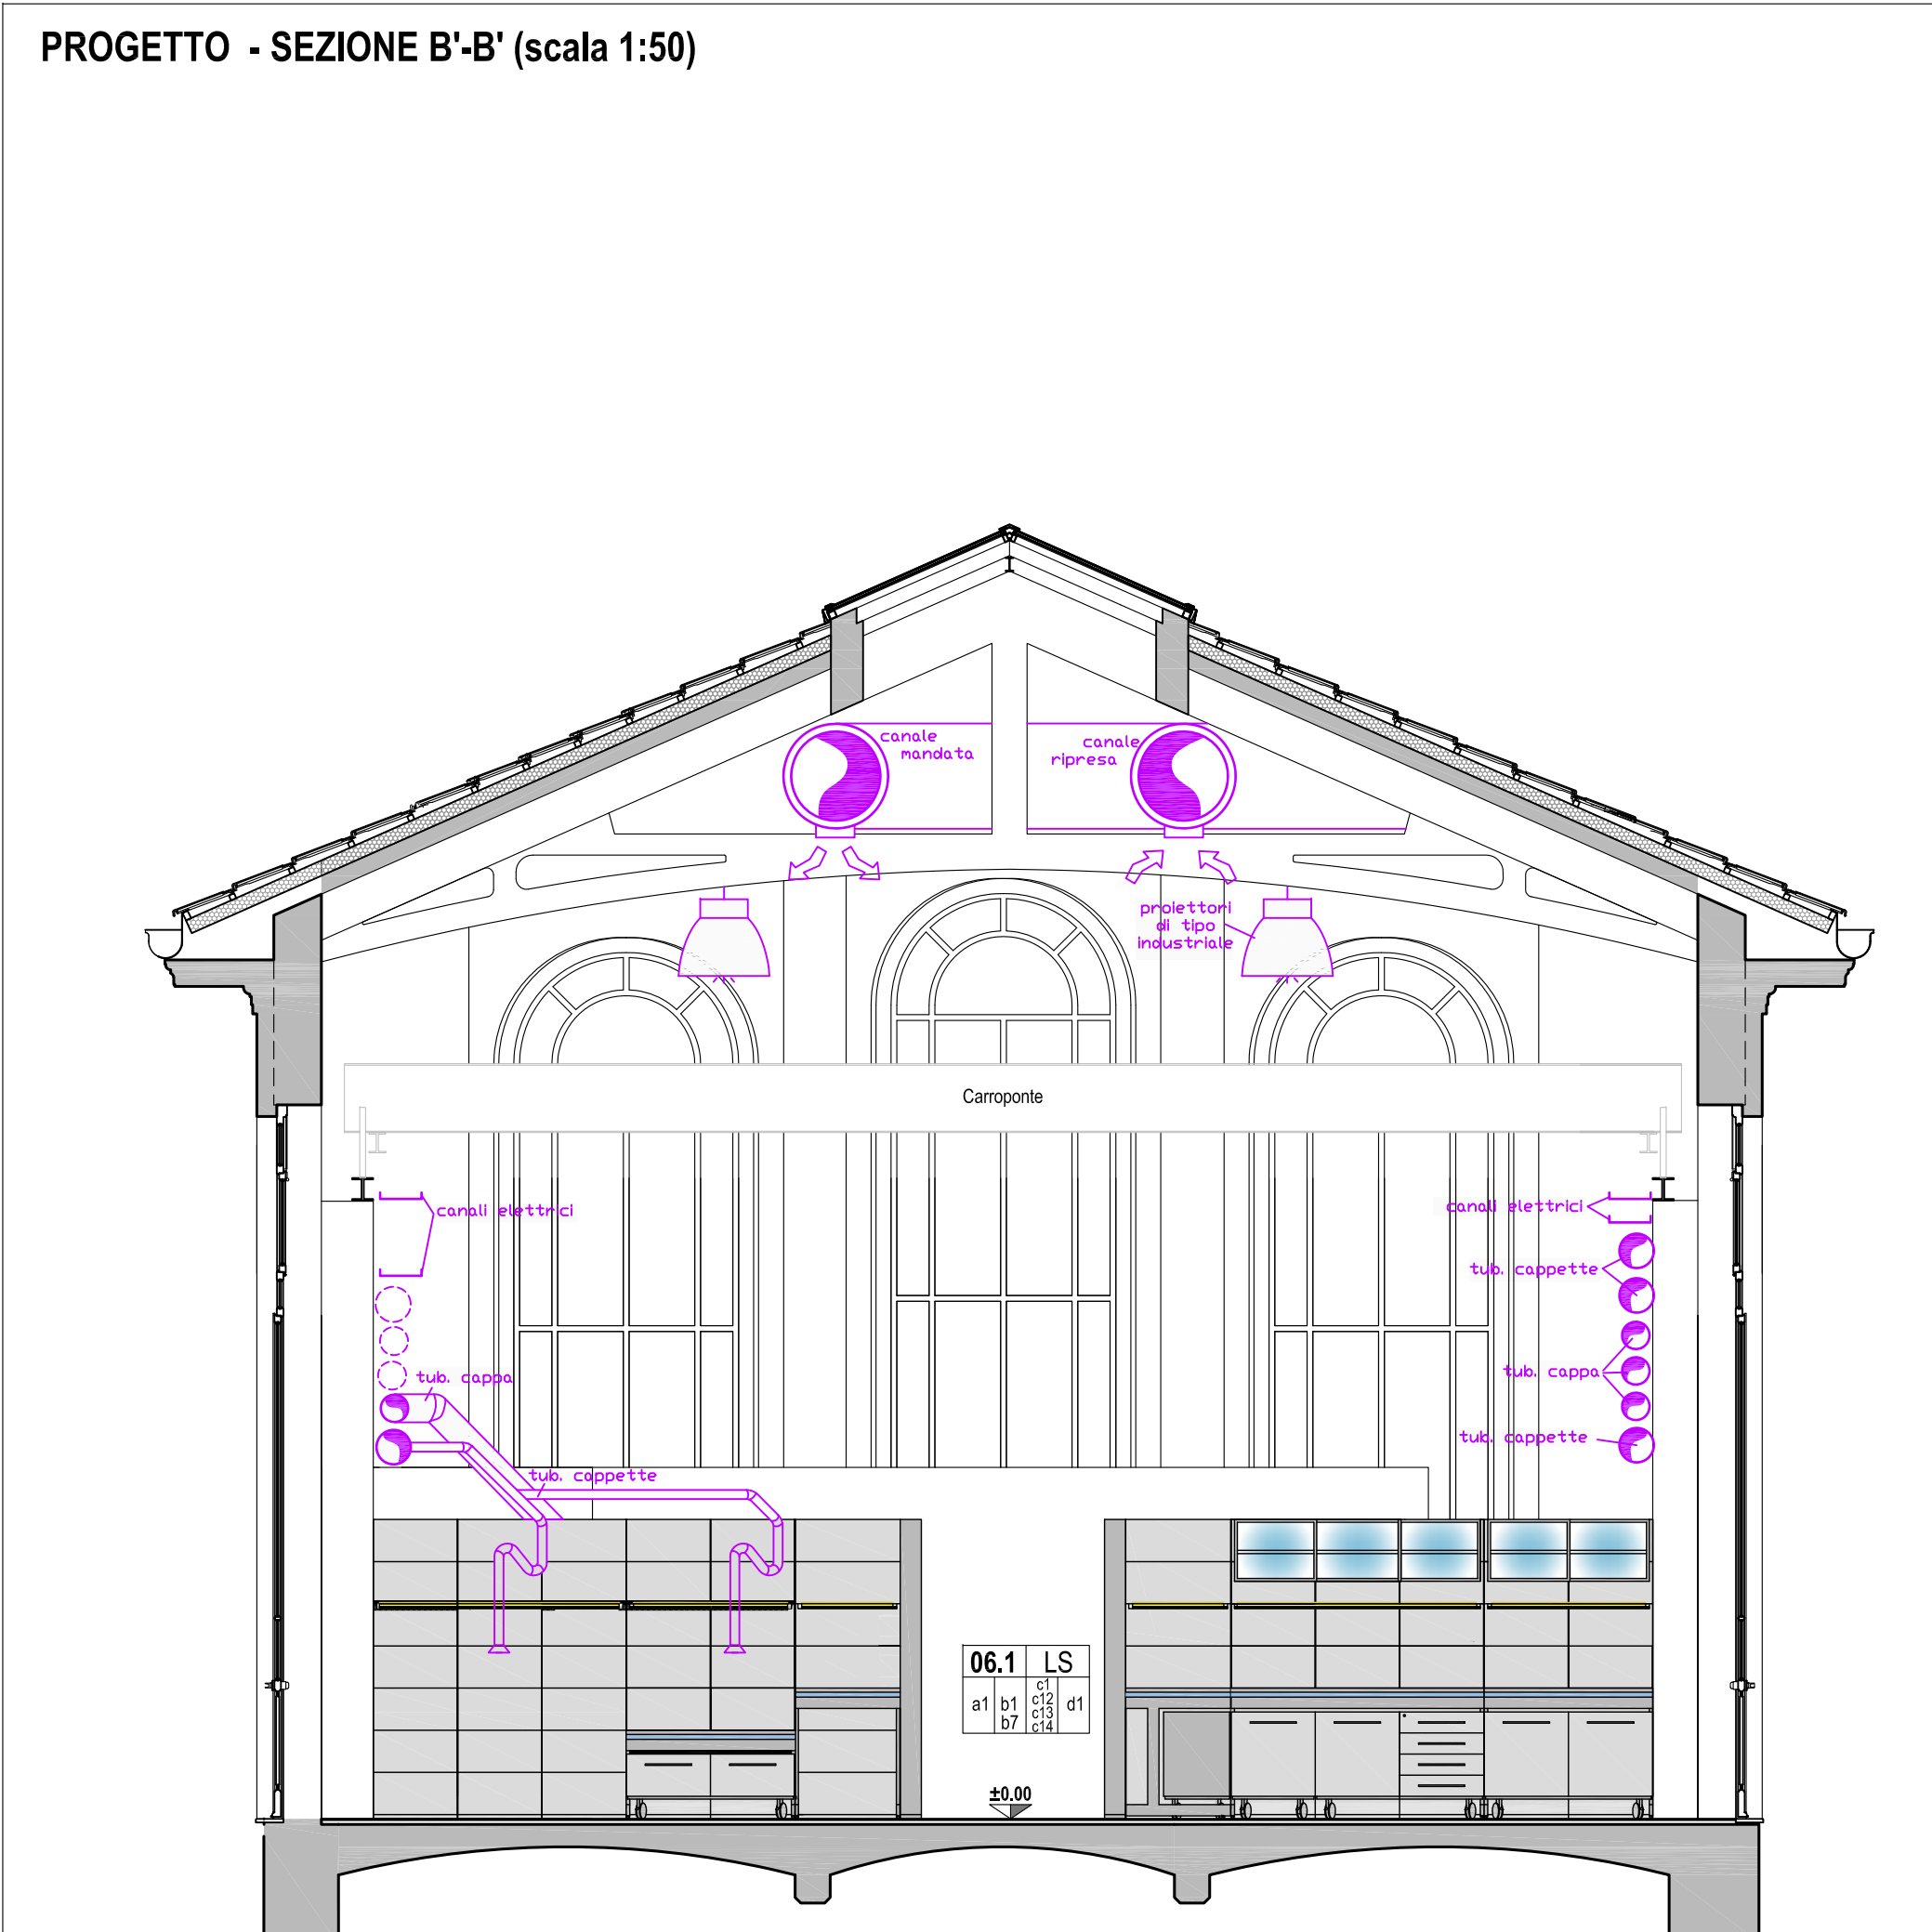 PROGETTO - SEZIONE B'-B' (scala 1:50)
canale
mandata
canale
ripresa
proiettori
di tipo
industriale
Carroponte
canali elettrici
canali elettrici
tub. cappette
tub. cappa
tub. cappa
tub. cappette
tub. cappette
06.1 LS
a1 b1 b7 c1 c12 c13 c14 d1
±0.00